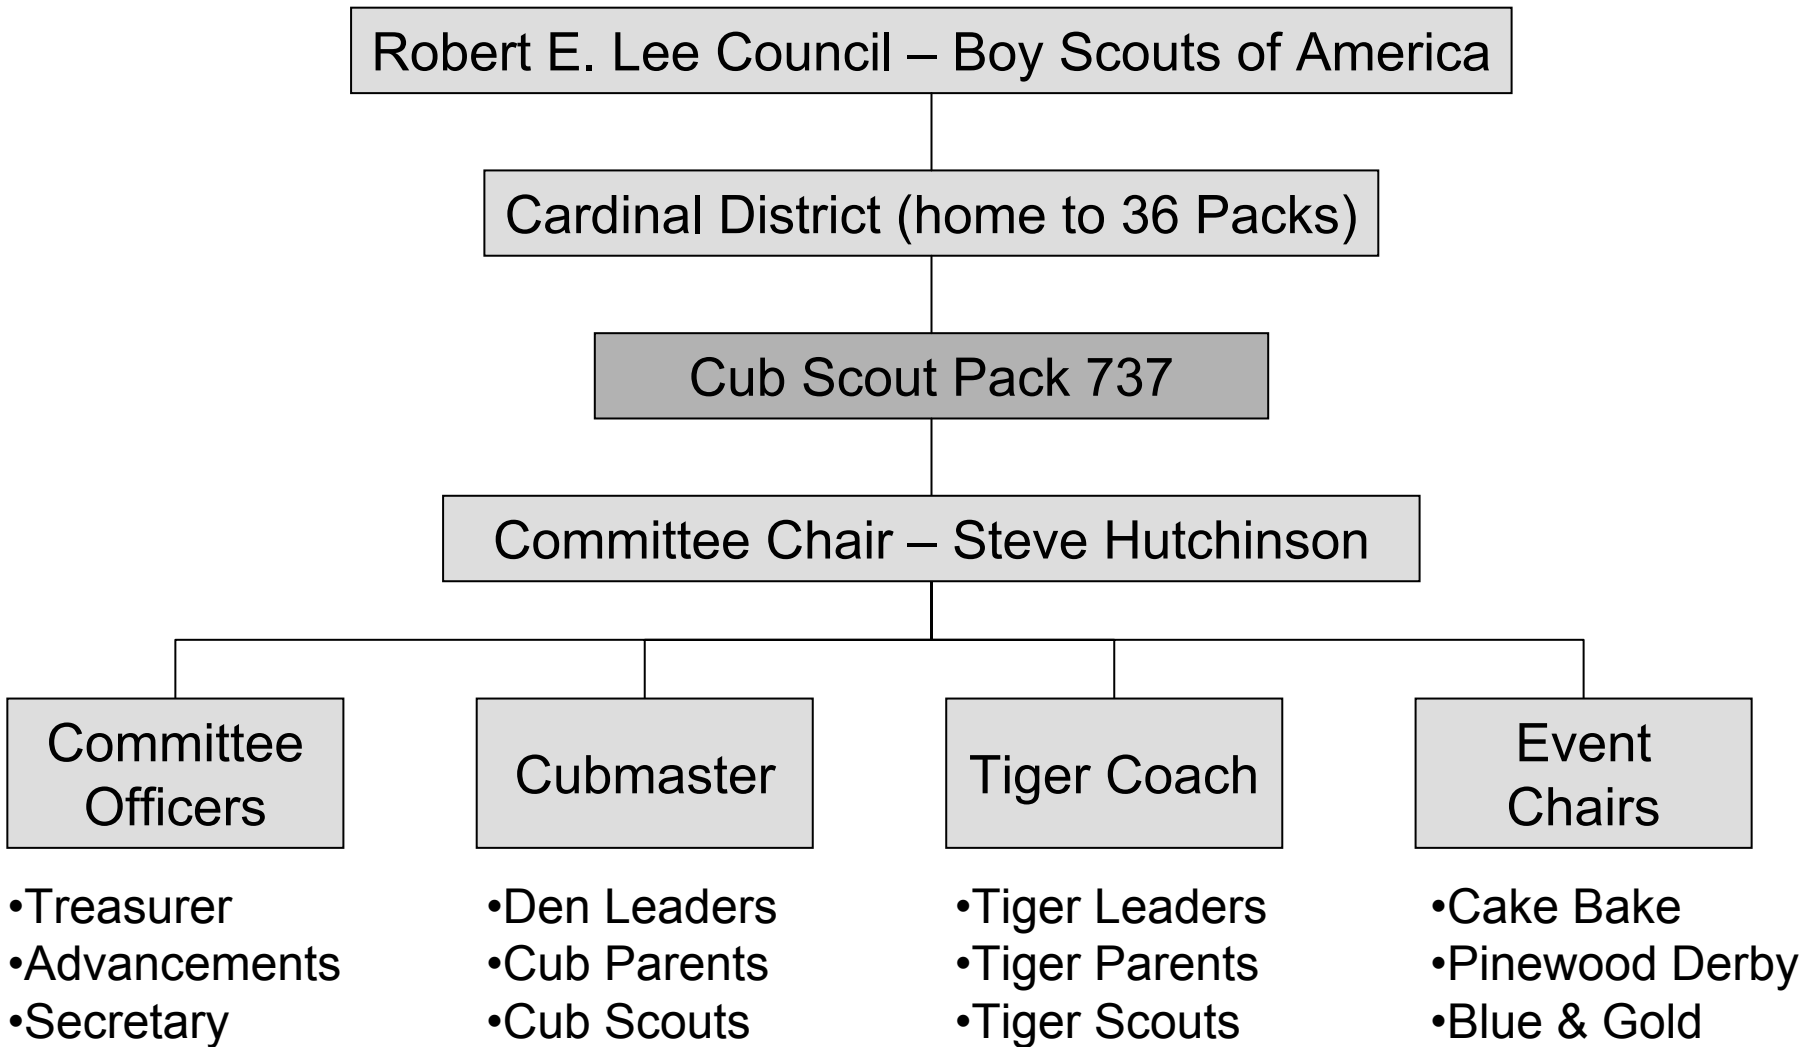 Robert E. Lee Council – Boy Scouts of America
Cardinal District (home to 36 Packs)
Cub Scout Pack 737
Committee Chair – Steve Hutchinson
Committee
Officers
Cubmaster
Tiger Coach
Event
Chairs
•Treasurer
•Advancements
•Secretary
•Den Leaders
•Cub Parents
•Cub Scouts
•Tiger Leaders
•Tiger Parents
•Tiger Scouts
•Cake Bake
•Pinewood Derby
•Blue & Gold